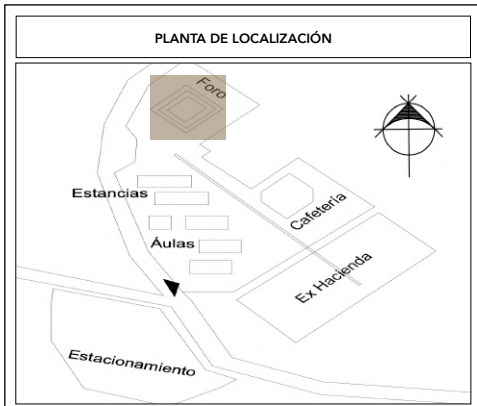 PLANTA DE LOCALIZACIÓN
Foro
Estancias
Cafetería
Áulas
Ex Hacienda
Estacionamiento